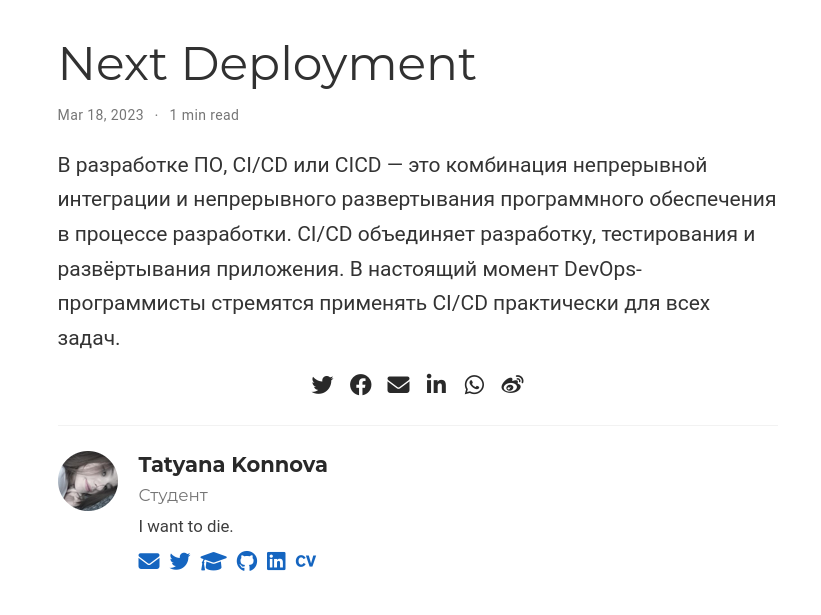 Next Deployment
Mar 18, 2023 · 1 min read
В разработке ПО, CI/CD или CICD — это комбинация непрерывной
интеграции и непрерывного развертывания программного обеспечения
в процессе разработки. CI/CD объединяет разработку, тестирования и
развёртывания приложения. В настоящий момент DevOps-
программисты стремятся применять CI/CD практически для всех
задач.
Tatyana Konnova
Студент
I want to die.
CV